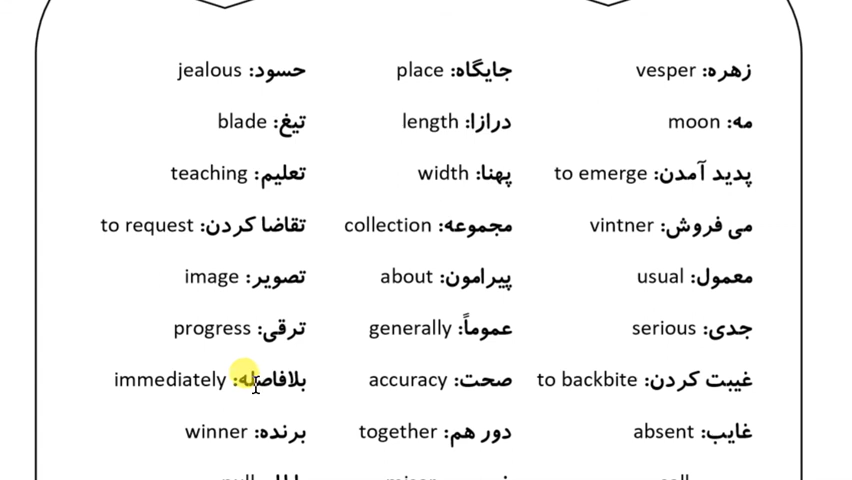 زهره: vesper جایگاه: place حسود: jealous
مه: moon درازا: length تیغ: blade
پدید آمدن: to emerge پهنا: width تعلیم: teaching
می فروش: vintner مجموعه: collection تقاضا کردن: to request
معمول: usual پیرامون: about تصویر: image
جدی: serious عموماً: generally ترقی: progress
غیبت کردن: to backbite صحت: accuracy بلافاصله: immediately
غایب: absent دور هم: together برنده: winner